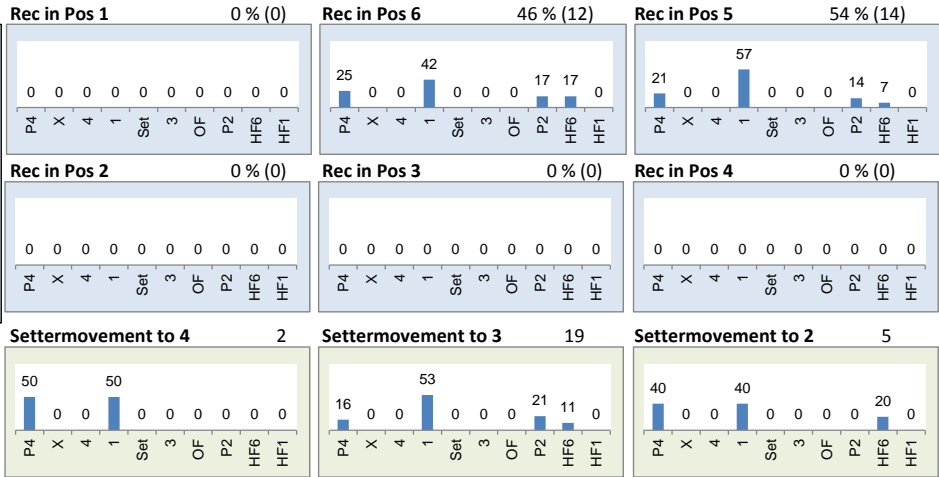 Rec in Pos 1 0 % (0) Rec in Pos 6 46 % (12) Rec in Pos 5 54 % (14)
57
42
25 21
17 17 14
0 0 0 0 0 0 0 0 0 0 0 0 0 0 0 0 0 0 0 0 0 7 0
P4 X 4 1 Set 3 OF P2 HF6 HF1 P4 X 4 1 Set 3 OF P2 HF6 HF1 P4 X 4 1 Set 3 OF P2 HF6 HF1
Rec in Pos 2 0 % (0) Rec in Pos 3 0 % (0) Rec in Pos 4 0 % (0)
0 0 0 0 0 0 0 0 0 0 0 0 0 0 0 0 0 0 0 0 0 0 0 0 0 0 0 0 0 0
P4 X 4 1 Set 3 OF P2 HF6 HF1 P4 X 4 1 Set 3 OF P2 HF6 HF1 P4 X 4 1 Set 3 OF P2 HF6 HF1
Settermovement to 4 2 Settermovement to 3 19 Settermovement to 2 5
50 50 53 40 40
16 0 0 0 0 0 21 11 0 20
0 0 0 0 0 0 0 0 0 0 0 0 0 0 0
P4 X 4 1 Set 3 OF P2 HF6 HF1 P4 X 4 1 Set 3 OF P2 HF6 HF1 P4 X 4 1 Set 3 OF P2 HF6 HF1